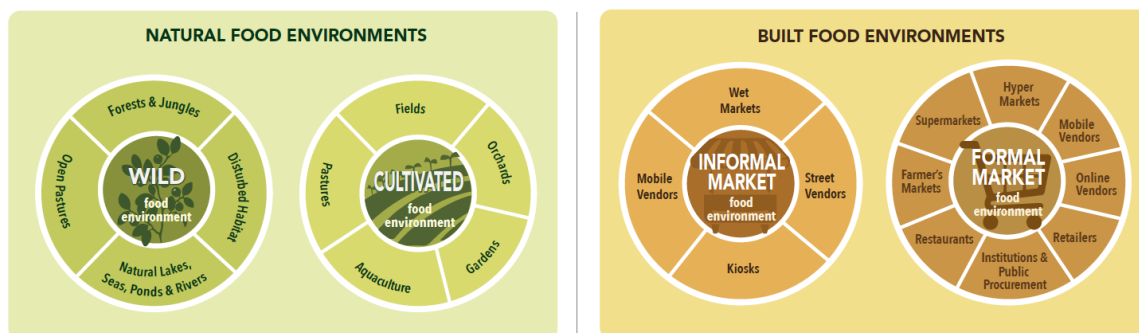 NATURAL FOOD ENVIRONMENTS
Forests & Jungles
Open Pastures
Disturbed Habitat
Natural Lakes,
Seas, Ponds & Rivers
WILD
food
environment
Fields
Pastures
Orchards
Aquaculture
Gardens
CULTIVATED
food
environment
BUILT FOOD ENVIRONMENTS
Wet
Markets
Mobile
Vendors
Street
Vendors
Kiosks
INFORMAL
MARKET
food
environment
Hyper
Markets
Supermarkets
Mobile
Vendors
Farmer's
Markets
Online
Vendors
Restaurants
Retailers
Institutions &
Public
Procurement
FORMAL
MARKET
food
environment